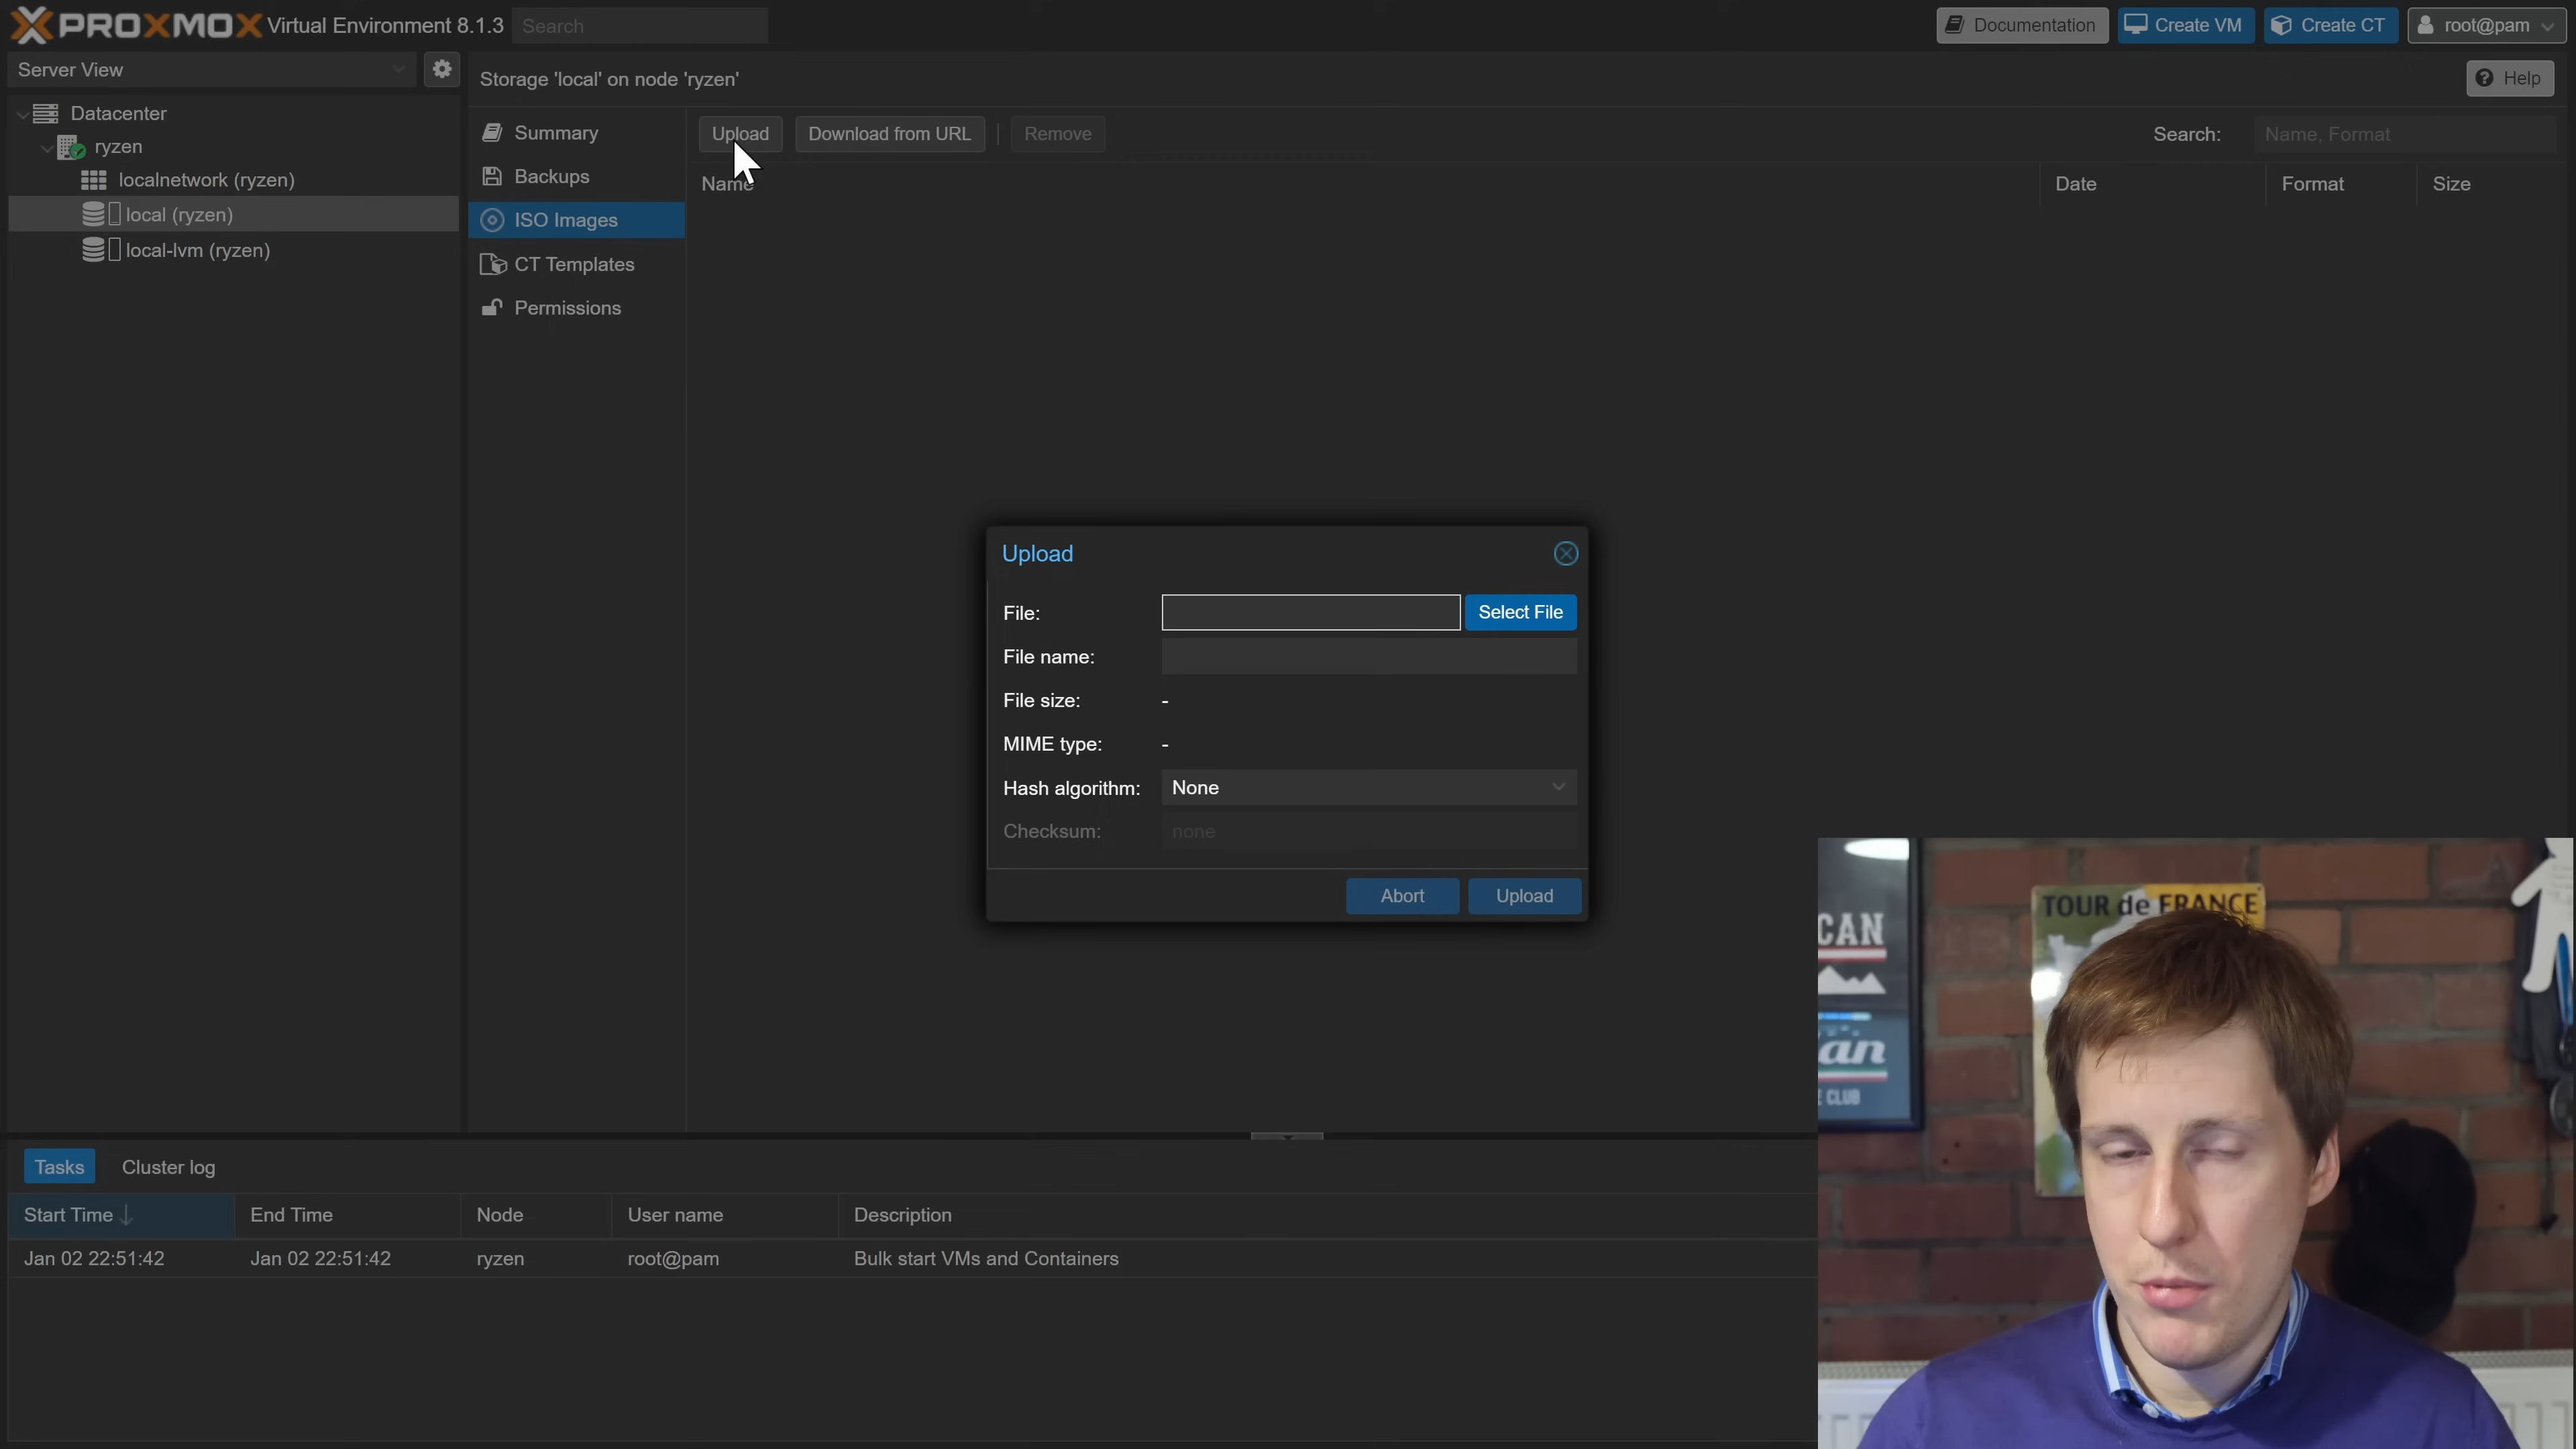 PROXMOX Virtual Environment 8.1.3 Search Documentation Create VM Create CT root@pam
Server View
Storage 'local' on node 'ryzen' Help
Datacenter
ryzen
localnetwork (ryzen)
local (ryzen)
local-lvm (ryzen)
Summary
Backups
ISO Images
CT Templates
Permissions
Upload Download from URL Remove Search: Name, Format
Name Date Format Size
Upload
File: Select File
File name:
File size: -
MIME type: -
Hash algorithm: None
Checksum: none
Abort Upload
Tasks Cluster log
Start Time End Time Node User name Description
Jan 02 22:51:42 Jan 02 22:51:42 ryzen root@pam Bulk start VMs and Containers
TOUR de FRANCE
CAN
an
E CLUB